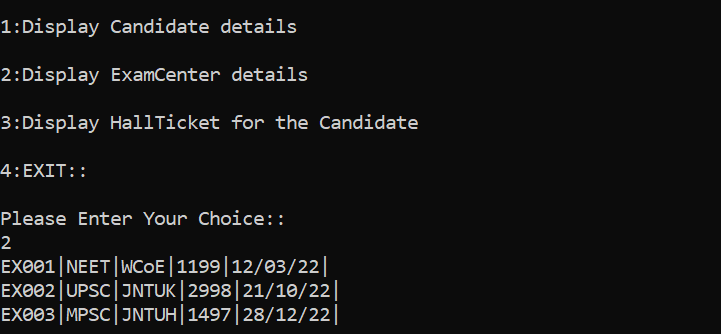 1:Display Candidate details
2:Display ExamCenter details
3:Display HallTicket for the Candidate
4:EXIT::
Please Enter Your Choice::
2
EX001|NEET|WCoE|1199|12/03/22|
EX002|UPSC|JNTUK|2998|21/10/22|
EX003|MPSC|JNTUH|1497|28/12/22|